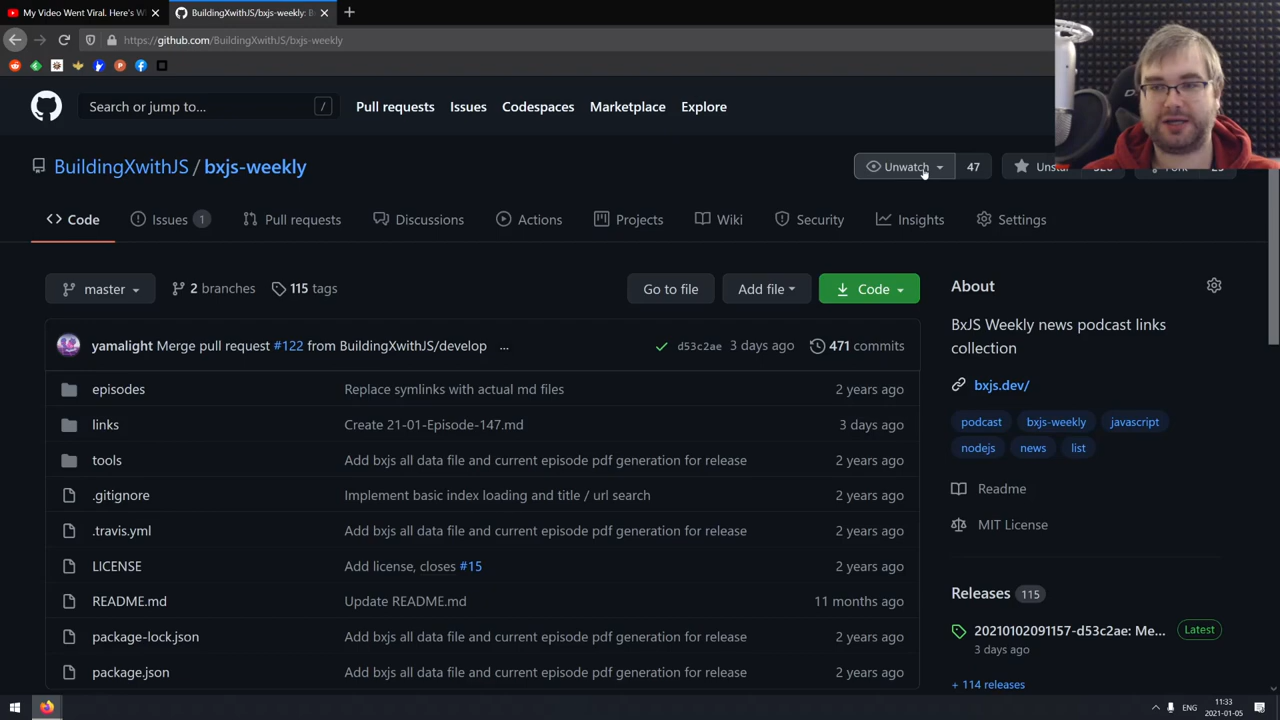 My Video Went Viral. Here's W
BuildingXwithJS/bxjs-weekly: B
https://github.com/BuildingXwithJS/bxjs-weekly
Search or jump to... /
Pull requests
Issues
Codespaces
Marketplace
Explore
BuildingXwithJS / bxjs-weekly
Unwatch 47
Code
Issues 1
Pull requests
Discussions
Actions
Projects
Wiki
Security
Insights
Settings
master
2 branches
115 tags
Go to file
Add file
Code
yamalight Merge pull request #122 from BuildingXwithJS/develop ... d53c2ae 3 days ago 471 commits
episodes Replace symlinks with actual md files 2 years ago
links Create 21-01-Episode-147.md 3 days ago
tools Add bxjs all data file and current episode pdf generation for release 2 years ago
.gitignore Implement basic index loading and title / url search 2 years ago
.travis.yml Add bxjs all data file and current episode pdf generation for release 2 years ago
LICENSE Add license, closes #15 2 years ago
README.md Update README.md 11 months ago
package-lock.json Add bxjs all data file and current episode pdf generation for release 2 years ago
package.json Add bxjs all data file and current episode pdf generation for release 2 years ago
About
BxJS Weekly news podcast links
collection
bxjs.dev/
podcast bxjs-weekly javascript
nodejs news list
Readme
MIT License
Releases 115
20210102091157-d53c2ae: Me... Latest
3 days ago
+ 114 releases
ENG
11:33
2021-01-05